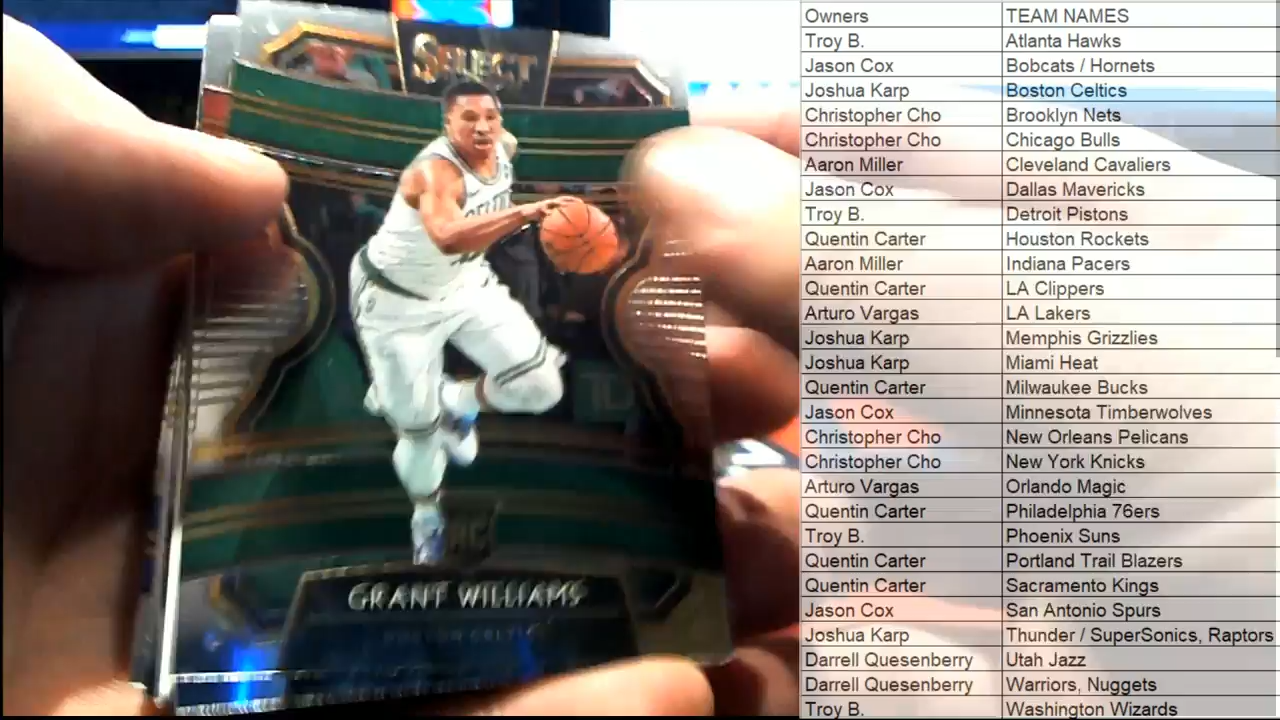 SELECT
CELTICS
RC
GRANT WILLIAMS
BOSTON CELTICS
Owners TEAM NAMES
Troy B. Atlanta Hawks
Jason Cox Bobcats / Hornets
Joshua Karp Boston Celtics
Christopher Cho Brooklyn Nets
Christopher Cho Chicago Bulls
Aaron Miller Cleveland Cavaliers
Jason Cox Dallas Mavericks
Troy B. Detroit Pistons
Quentin Carter Houston Rockets
Aaron Miller Indiana Pacers
Quentin Carter LA Clippers
Arturo Vargas LA Lakers
Joshua Karp Memphis Grizzlies
Joshua Karp Miami Heat
Quentin Carter Milwaukee Bucks
Jason Cox Minnesota Timberwolves
Christopher Cho New Orleans Pelicans
Christopher Cho New York Knicks
Arturo Vargas Orlando Magic
Quentin Carter Philadelphia 76ers
Troy B. Phoenix Suns
Quentin Carter Portland Trail Blazers
Quentin Carter Sacramento Kings
Jason Cox San Antonio Spurs
Joshua Karp Thunder / SuperSonics, Raptors
Darrell Quesenberry Utah Jazz
Darrell Quesenberry Warriors, Nuggets
Troy B. Washington Wizards